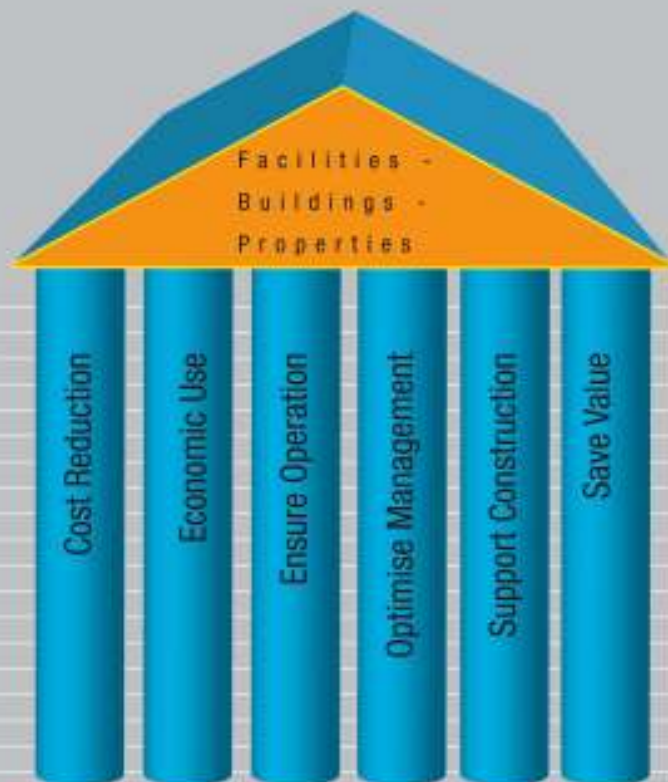 Facilities -
Buildings -
Properties
Cost Reduction
Economic Use
Ensure Operation
Optimise Management
Support Construction
Save Value